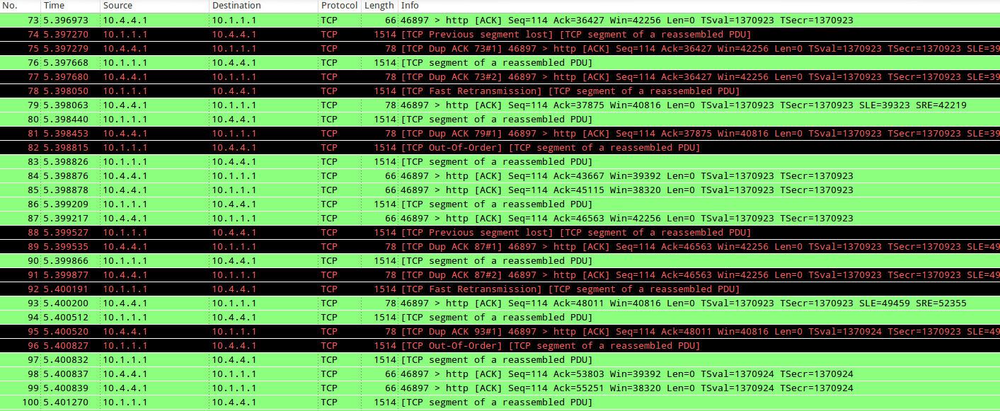 No. Time Source Destination Protocol Length Info
73 5.396973 10.4.4.1 10.1.1.1 TCP 66 46897 > http [ACK] Seq=114 Ack=36427 Win=42256 Len=0 TSval=1370923 TSecr=1370923
74 5.397270 10.1.1.1 10.4.4.1 TCP 1514 [TCP Previous segment lost] [TCP segment of a reassembled PDU]
75 5.397279 10.4.4.1 10.1.1.1 TCP 78 [TCP Dup ACK 73#1] 46897 > http [ACK] Seq=114 Ack=36427 Win=42256 Len=0 TSval=1370923 TSecr=1370923 SLE=39
76 5.397668 10.1.1.1 10.4.4.1 TCP 1514 [TCP segment of a reassembled PDU]
77 5.397680 10.4.4.1 10.1.1.1 TCP 78 [TCP Dup ACK 73#2] 46897 > http [ACK] Seq=114 Ack=36427 Win=42256 Len=0 TSval=1370923 TSecr=1370923 SLE=39
78 5.398050 10.1.1.1 10.4.4.1 TCP 1514 [TCP Fast Retransmission] [TCP segment of a reassembled PDU]
79 5.398063 10.4.4.1 10.1.1.1 TCP 78 46897 > http [ACK] Seq=114 Ack=37875 Win=40816 Len=0 TSval=1370923 TSecr=1370923 SLE=39323 SRE=42219
80 5.398440 10.1.1.1 10.4.4.1 TCP 1514 [TCP segment of a reassembled PDU]
81 5.398453 10.4.4.1 10.1.1.1 TCP 78 [TCP Dup ACK 79#1] 46897 > http [ACK] Seq=114 Ack=37875 Win=40816 Len=0 TSval=1370923 TSecr=1370923 SLE=39
82 5.398815 10.1.1.1 10.4.4.1 TCP 1514 [TCP Out-Of-Order] [TCP segment of a reassembled PDU]
83 5.398826 10.1.1.1 10.4.4.1 TCP 1514 [TCP segment of a reassembled PDU]
84 5.398876 10.4.4.1 10.1.1.1 TCP 66 46897 > http [ACK] Seq=114 Ack=43667 Win=39392 Len=0 TSval=1370923 TSecr=1370923
85 5.398878 10.4.4.1 10.1.1.1 TCP 66 46897 > http [ACK] Seq=114 Ack=45115 Win=38320 Len=0 TSval=1370923 TSecr=1370923
86 5.399209 10.1.1.1 10.4.4.1 TCP 1514 [TCP segment of a reassembled PDU]
87 5.399217 10.4.4.1 10.1.1.1 TCP 66 46897 > http [ACK] Seq=114 Ack=46563 Win=42256 Len=0 TSval=1370923 TSecr=1370923
88 5.399527 10.1.1.1 10.4.4.1 TCP 1514 [TCP Previous segment lost] [TCP segment of a reassembled PDU]
89 5.399535 10.4.4.1 10.1.1.1 TCP 78 [TCP Dup ACK 87#1] 46897 > http [ACK] Seq=114 Ack=46563 Win=42256 Len=0 TSval=1370923 TSecr=1370923 SLE=49
90 5.399866 10.1.1.1 10.4.4.1 TCP 1514 [TCP segment of a reassembled PDU]
91 5.399877 10.4.4.1 10.1.1.1 TCP 78 [TCP Dup ACK 87#2] 46897 > http [ACK] Seq=114 Ack=46563 Win=42256 Len=0 TSval=1370923 TSecr=1370923 SLE=49
92 5.400191 10.1.1.1 10.4.4.1 TCP 1514 [TCP Fast Retransmission] [TCP segment of a reassembled PDU]
93 5.400200 10.4.4.1 10.1.1.1 TCP 78 46897 > http [ACK] Seq=114 Ack=48011 Win=40816 Len=0 TSval=1370923 TSecr=1370923 SLE=49459 SRE=52355
94 5.400512 10.1.1.1 10.4.4.1 TCP 1514 [TCP segment of a reassembled PDU]
95 5.400520 10.4.4.1 10.1.1.1 TCP 78 [TCP Dup ACK 93#1] 46897 > http [ACK] Seq=114 Ack=48011 Win=40816 Len=0 TSval=1370924 TSecr=1370923 SLE=49
96 5.400827 10.1.1.1 10.4.4.1 TCP 1514 [TCP Out-Of-Order] [TCP segment of a reassembled PDU]
97 5.400832 10.1.1.1 10.4.4.1 TCP 1514 [TCP segment of a reassembled PDU]
98 5.400837 10.4.4.1 10.1.1.1 TCP 66 46897 > http [ACK] Seq=114 Ack=53803 Win=39392 Len=0 TSval=1370924 TSecr=1370924
99 5.400839 10.4.4.1 10.1.1.1 TCP 66 46897 > http [ACK] Seq=114 Ack=55251 Win=38320 Len=0 TSval=1370924 TSecr=1370924
100 5.401270 10.1.1.1 10.4.4.1 TCP 1514 [TCP segment of a reassembled PDU]